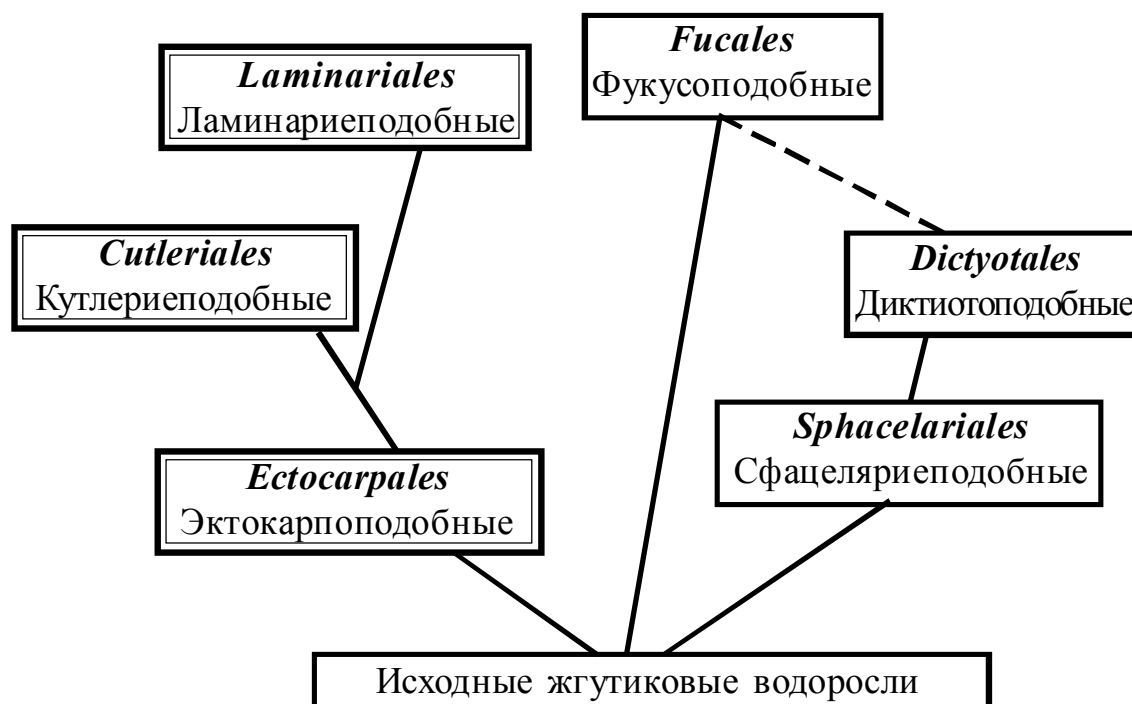 Fucales
Фукусоподобные
Laminariales
Ламинариеподобные
Cutleriales
Кутлериеподобные
Dictyotales
Диктиотоподобные
Sphacelariales
Сфацеляриеподобные
Ectocarpales
Эктокарпоподобные
Исходные жгутиковые водоросли